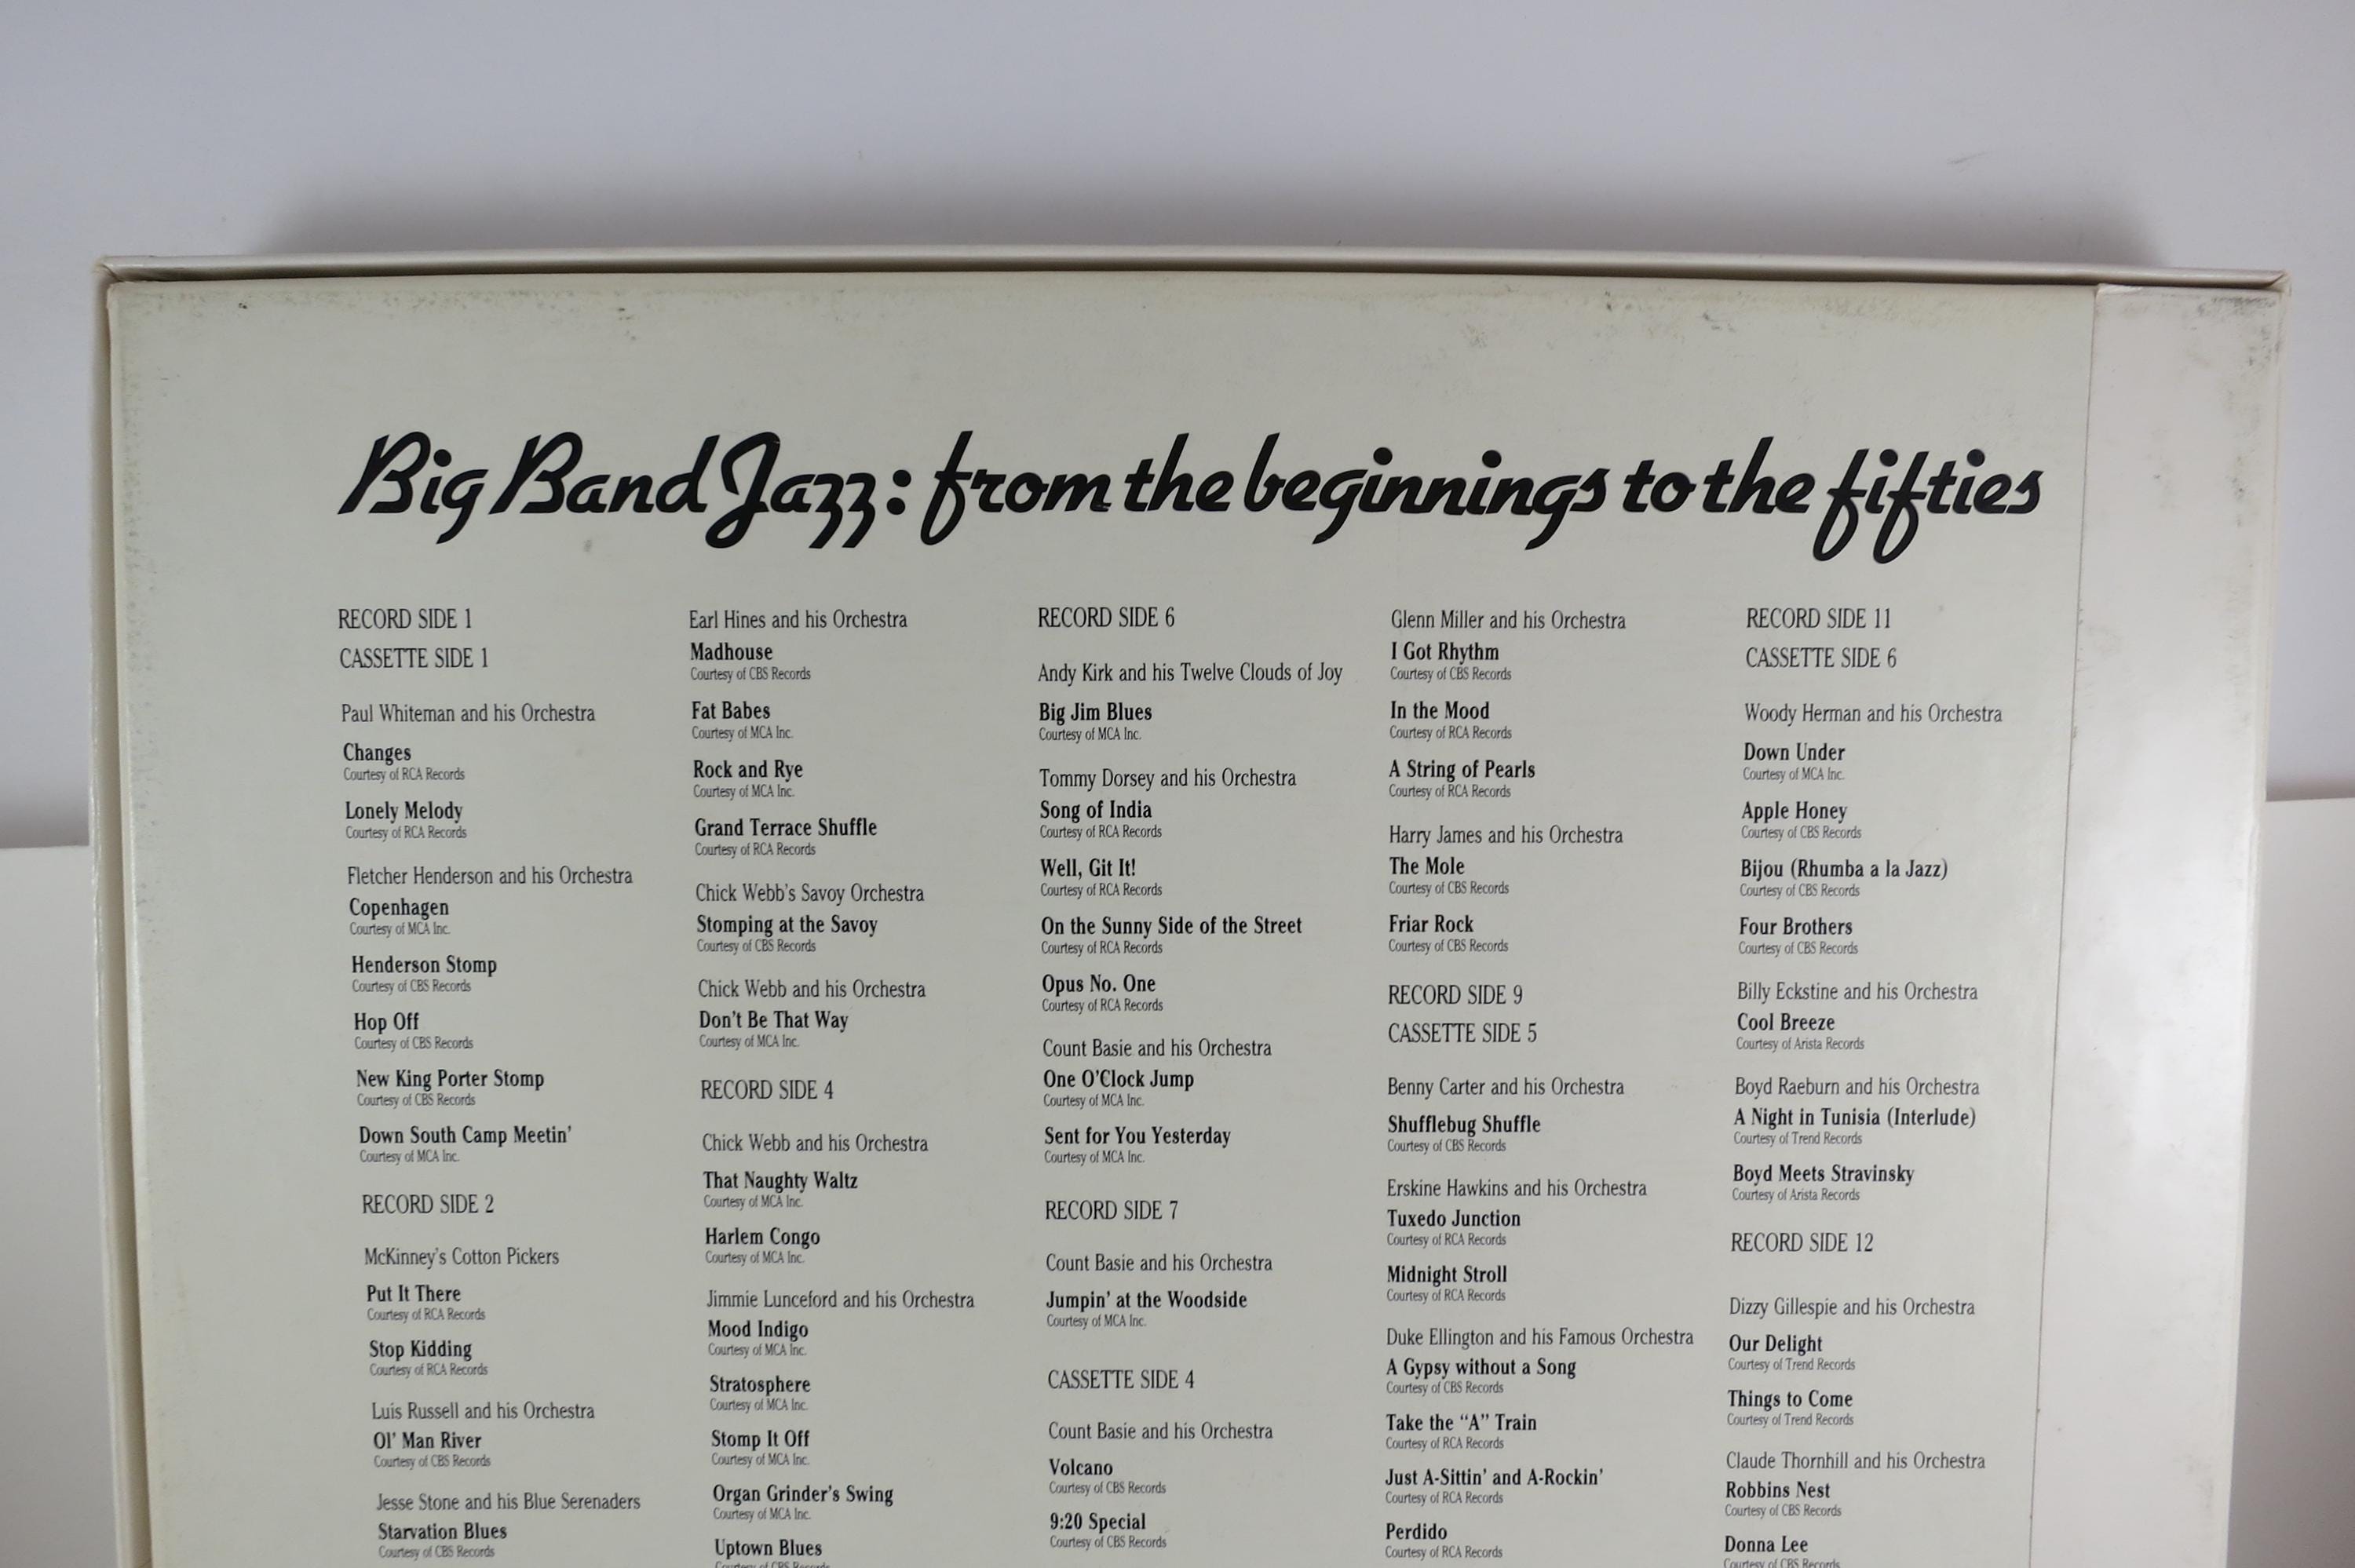 Big Band Jazz: from the beginnings to the fifties
RECORD SIDE 1
CASSETTE SIDE 1
Paul Whiteman and his Orchestra
Changes
Courtesy of RCA Records
Lonely Melody
Courtesy of RCA Records
Fletcher Henderson and his Orchestra
Copenhagen
Courtesy of MCA Inc.
Henderson Stomp
Courtesy of CBS Records
Hop Off
Courtesy of CBS Records
New King Porter Stomp
Courtesy of CBS Records
Down South Camp Meetin'
Courtesy of MCA Inc.
RECORD SIDE 2
McKinney's Cotton Pickers
Put It There
Courtesy of RCA Records
Stop Kidding
Courtesy of RCA Records
Luis Russell and his Orchestra
Ol' Man River
Courtesy of CBS Records
Jesse Stone and his Blue Serenaders
Starvation Blues
Courtesy of CBS Records
Earl Hines and his Orchestra
Madhouse
Courtesy of CBS Records
Fat Babes
Courtesy of MCA Inc.
Rock and Rye
Courtesy of MCA Inc.
Grand Terrace Shuffle
Courtesy of RCA Records
Chick Webb's Savoy Orchestra
Stomping at the Savoy
Courtesy of CBS Records
Chick Webb and his Orchestra
Don't Be That Way
Courtesy of MCA Inc.
RECORD SIDE 4
Chick Webb and his Orchestra
That Naughty Waltz
Courtesy of MCA Inc.
Harlem Congo
Courtesy of MCA Inc.
Jimmie Lunceford and his Orchestra
Mood Indigo
Courtesy of MCA Inc.
Stratosphere
Courtesy of MCA Inc.
Stomp It Off
Courtesy of MCA Inc.
Organ Grinder's Swing
Courtesy of MCA Inc.
Uptown Blues
Courtesy of CBS Records
RECORD SIDE 6
Andy Kirk and his Twelve Clouds of Joy
Big Jim Blues
Courtesy of MCA Inc.
Tommy Dorsey and his Orchestra
Song of India
Courtesy of RCA Records
Well, Git It!
Courtesy of RCA Records
On the Sunny Side of the Street
Courtesy of RCA Records
Opus No. One
Courtesy of RCA Records
Count Basie and his Orchestra
One O'Clock Jump
Courtesy of MCA Inc.
Sent for You Yesterday
Courtesy of MCA Inc.
RECORD SIDE 7
Count Basie and his Orchestra
Jumpin' at the Woodside
Courtesy of MCA Inc.
CASSETTE SIDE 4
Count Basie and his Orchestra
Volcano
Courtesy of CBS Records
9:20 Special
Courtesy of CBS Records
Glenn Miller and his Orchestra
I Got Rhythm
Courtesy of CBS Records
In the Mood
Courtesy of RCA Records
A String of Pearls
Courtesy of RCA Records
Harry James and his Orchestra
The Mole
Courtesy of CBS Records
Friar Rock
Courtesy of CBS Records
RECORD SIDE 9
CASSETTE SIDE 5
Benny Carter and his Orchestra
Shufflebug Shuffle
Courtesy of CBS Records
Erskine Hawkins and his Orchestra
Tuxedo Junction
Courtesy of RCA Records
Midnight Stroll
Courtesy of RCA Records
Duke Ellington and his Famous Orchestra
A Gypsy without a Song
Courtesy of CBS Records
Take the "A" Train
Courtesy of RCA Records
Just A-Sittin' and A-Rockin'
Courtesy of RCA Records
Perdido
Courtesy of RCA Records
RECORD SIDE 11
CASSETTE SIDE 6
Woody Herman and his Orchestra
Down Under
Courtesy of MCA Inc.
Apple Honey
Courtesy of CBS Records
Bijou (Rhumba a la Jazz)
Courtesy of CBS Records
Four Brothers
Courtesy of CBS Records
Billy Eckstine and his Orchestra
Cool Breeze
Courtesy of Arista Records
Boyd Raeburn and his Orchestra
A Night in Tunisia (Interlude)
Courtesy of Trend Records
Boyd Meets Stravinsky
Courtesy of Arista Records
RECORD SIDE 12
Dizzy Gillespie and his Orchestra
Our Delight
Courtesy of Trend Records
Things to Come
Courtesy of Trend Records
Claude Thornhill and his Orchestra
Robbins Nest
Courtesy of CBS Records
Donna Lee
Courtesy of CBS Records